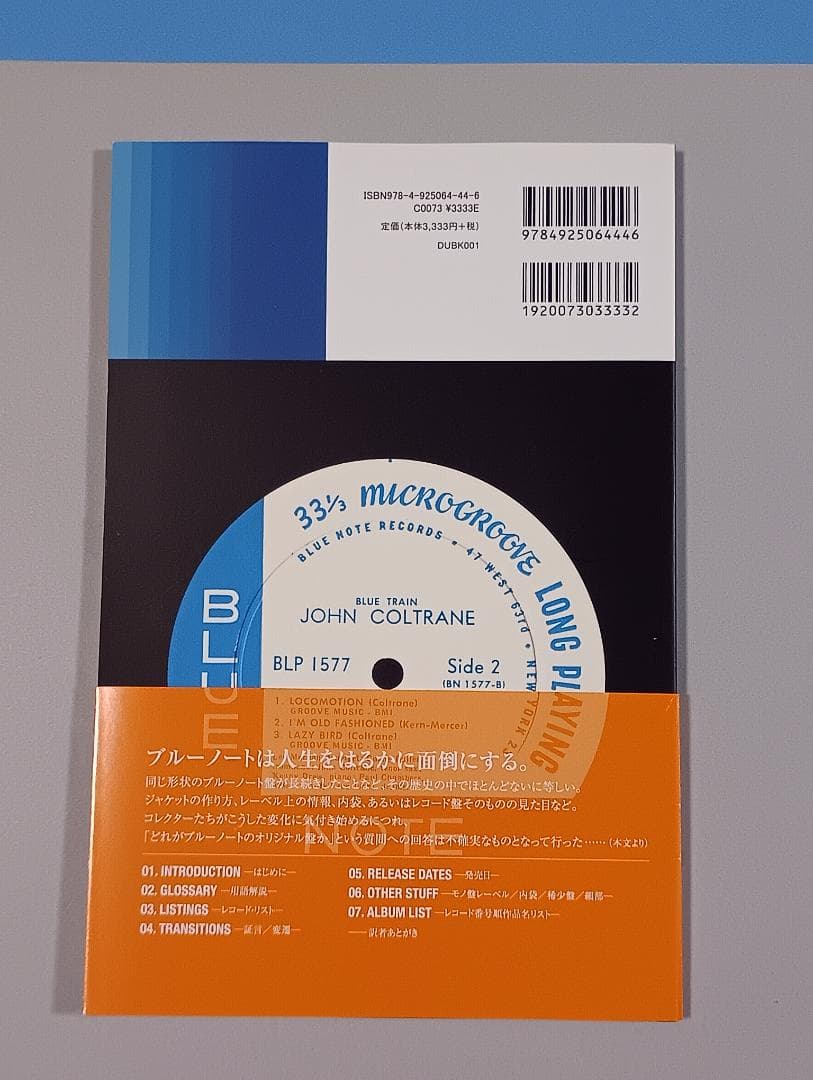 ISBN978-4-925064-44-6
C0073 ¥3333E
定価(本体3,333円+税)
DUBK001
9784925064446
1920073033332
33⅓ MICROGROOVE LONG PLAYING
BLUE NOTE RECORDS • 47 WEST 63rd • NEW YORK 23
BLUE TRAIN
JOHN COLTRANE
BLP 1577
Side 2
(BN 1577-B)
BLUE
NOTE
1. LOCOMOTION (Coltrane)
GROOVE MUSIC - BMI
2. I'M OLD FASHIONED (Kern-Mercer)
3. LAZY BIRD (Coltrane)
GROOVE MUSIC - BMI
ブルーノートは人生をはるかに面倒にする。
同じ形状のブルーノート盤が長続きしたことなど、その歴史の中でほとんどないに等しい。
ジャケットの作り方、レーベル上の情報、内袋、あるいはレコード盤そのものの見た目など。
コレクターたちがこうした変化に気付き始めるにつれ、
「どれがブルーノートのオリジナル盤か」という質問への回答は不確実なものとなって行った……(本文より)
01. INTRODUCTION —はじめに—
02. GLOSSARY —用語解説—
03. LISTINGS —レコード・リスト—
04. TRANSITIONS —証言/変遷—
05. RELEASE DATES —発売日—
06. OTHER STUFF —モノ盤レーベル/内袋/稀少盤/細部—
07. ALBUM LIST —レコード番号順作品名リスト—
——訳者あとがき